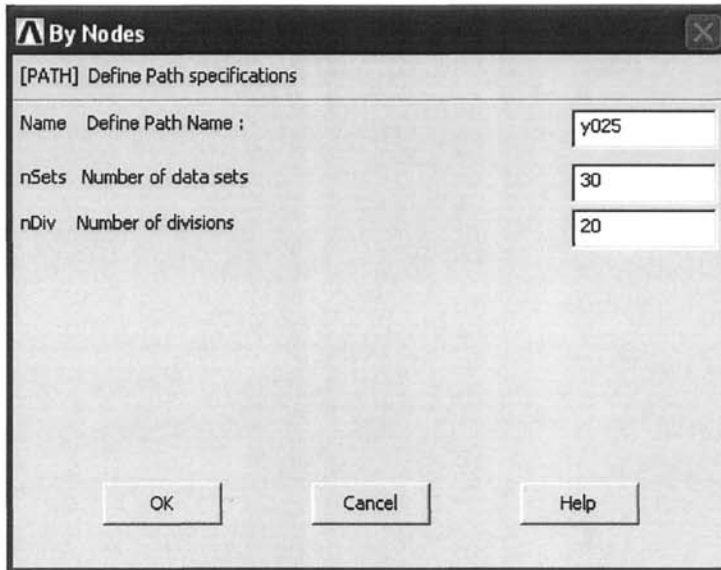 By Nodes
[PATH] Define Path specifications
Name Define Path Name : y025
nSets Number of data sets 30
nDiv Number of divisions 20
OK Cancel Help